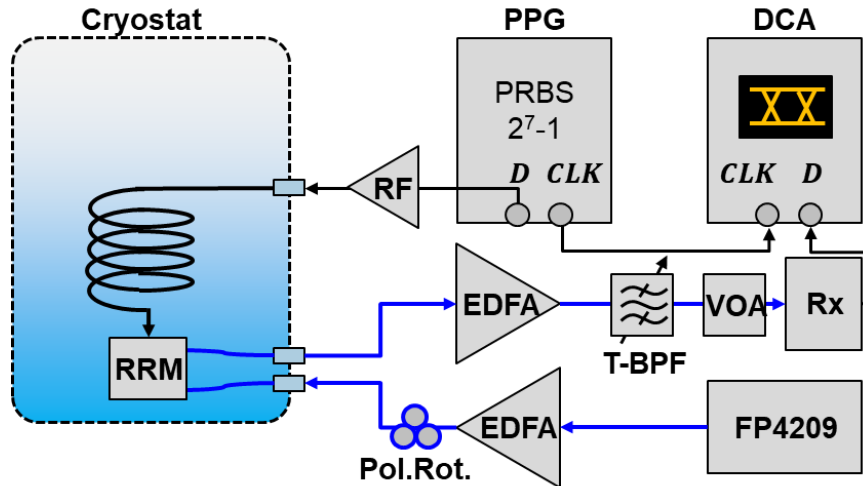 Cryostat
PPG
DCA
PRBS
2⁷-1
D CLK
CLK D
RF
EDFA
T-BPF
VOA
Rx
RRM
Pol.Rot.
EDFA
FP4209